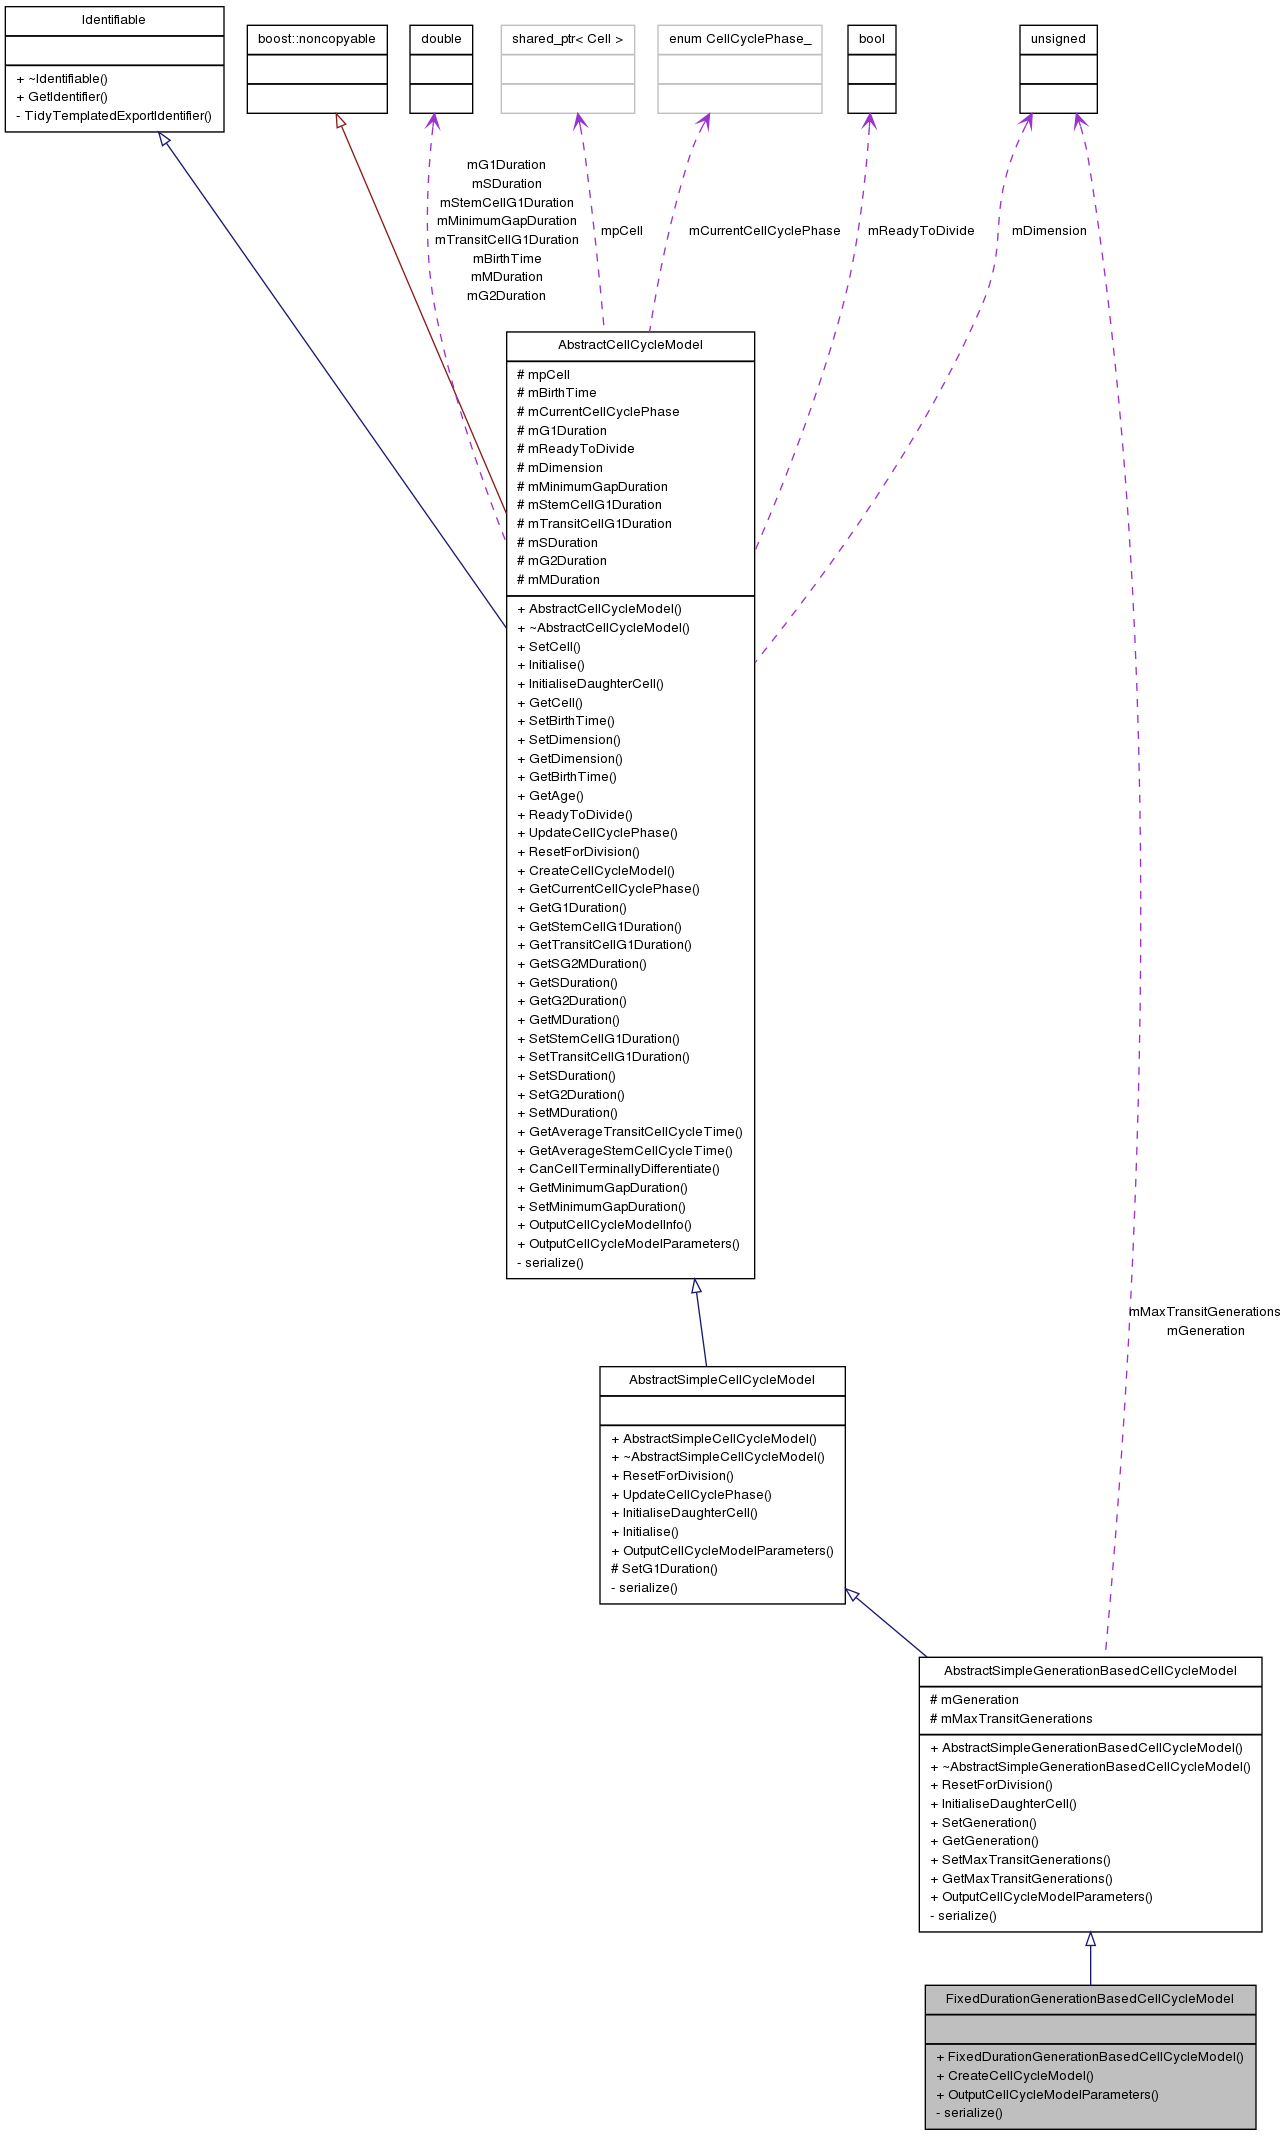 Identifiable
+ ~Identifiable()
+ GetIdentifier()
- TidyTemplatedExportIdentifier()
boost::noncopyable
double
shared_ptr< Cell >
enum CellCyclePhase_
bool
unsigned
mG1Duration
mSDuration
mStemCellG1Duration
mMinimumGapDuration
mTransitCellG1Duration
mBirthTime
mMDuration
mG2Duration
mpCell
mCurrentCellCyclePhase
mReadyToDivide
mDimension
AbstractCellCycleModel
# mpCell
# mBirthTime
# mCurrentCellCyclePhase
# mG1Duration
# mReadyToDivide
# mDimension
# mMinimumGapDuration
# mStemCellG1Duration
# mTransitCellG1Duration
# mSDuration
# mG2Duration
# mMDuration
+ AbstractCellCycleModel()
+ ~AbstractCellCycleModel()
+ SetCell()
+ Initialise()
+ InitialiseDaughterCell()
+ GetCell()
+ SetBirthTime()
+ SetDimension()
+ GetDimension()
+ GetBirthTime()
+ GetAge()
+ ReadyToDivide()
+ UpdateCellCyclePhase()
+ ResetForDivision()
+ CreateCellCycleModel()
+ GetCurrentCellCyclePhase()
+ GetG1Duration()
+ GetStemCellG1Duration()
+ GetTransitCellG1Duration()
+ GetSG2MDuration()
+ GetSDuration()
+ GetG2Duration()
+ GetMDuration()
+ SetStemCellG1Duration()
+ SetTransitCellG1Duration()
+ SetSDuration()
+ SetG2Duration()
+ SetMDuration()
+ GetAverageTransitCellCycleTime()
+ GetAverageStemCellCycleTime()
+ CanCellTerminallyDifferentiate()
+ GetMinimumGapDuration()
+ SetMinimumGapDuration()
+ OutputCellCycleModelInfo()
+ OutputCellCycleModelParameters()
- serialize()
mMaxTransitGenerations
mGeneration
AbstractSimpleCellCycleModel
+ AbstractSimpleCellCycleModel()
+ ~AbstractSimpleCellCycleModel()
+ ResetForDivision()
+ UpdateCellCyclePhase()
+ InitialiseDaughterCell()
+ Initialise()
+ OutputCellCycleModelParameters()
# SetG1Duration()
- serialize()
AbstractSimpleGenerationBasedCellCycleModel
# mGeneration
# mMaxTransitGenerations
+ AbstractSimpleGenerationBasedCellCycleModel()
+ ~AbstractSimpleGenerationBasedCellCycleModel()
+ ResetForDivision()
+ InitialiseDaughterCell()
+ SetGeneration()
+ GetGeneration()
+ SetMaxTransitGenerations()
+ GetMaxTransitGenerations()
+ OutputCellCycleModelParameters()
- serialize()
FixedDurationGenerationBasedCellCycleModel
+ FixedDurationGenerationBasedCellCycleModel()
+ CreateCellCycleModel()
+ OutputCellCycleModelParameters()
- serialize()